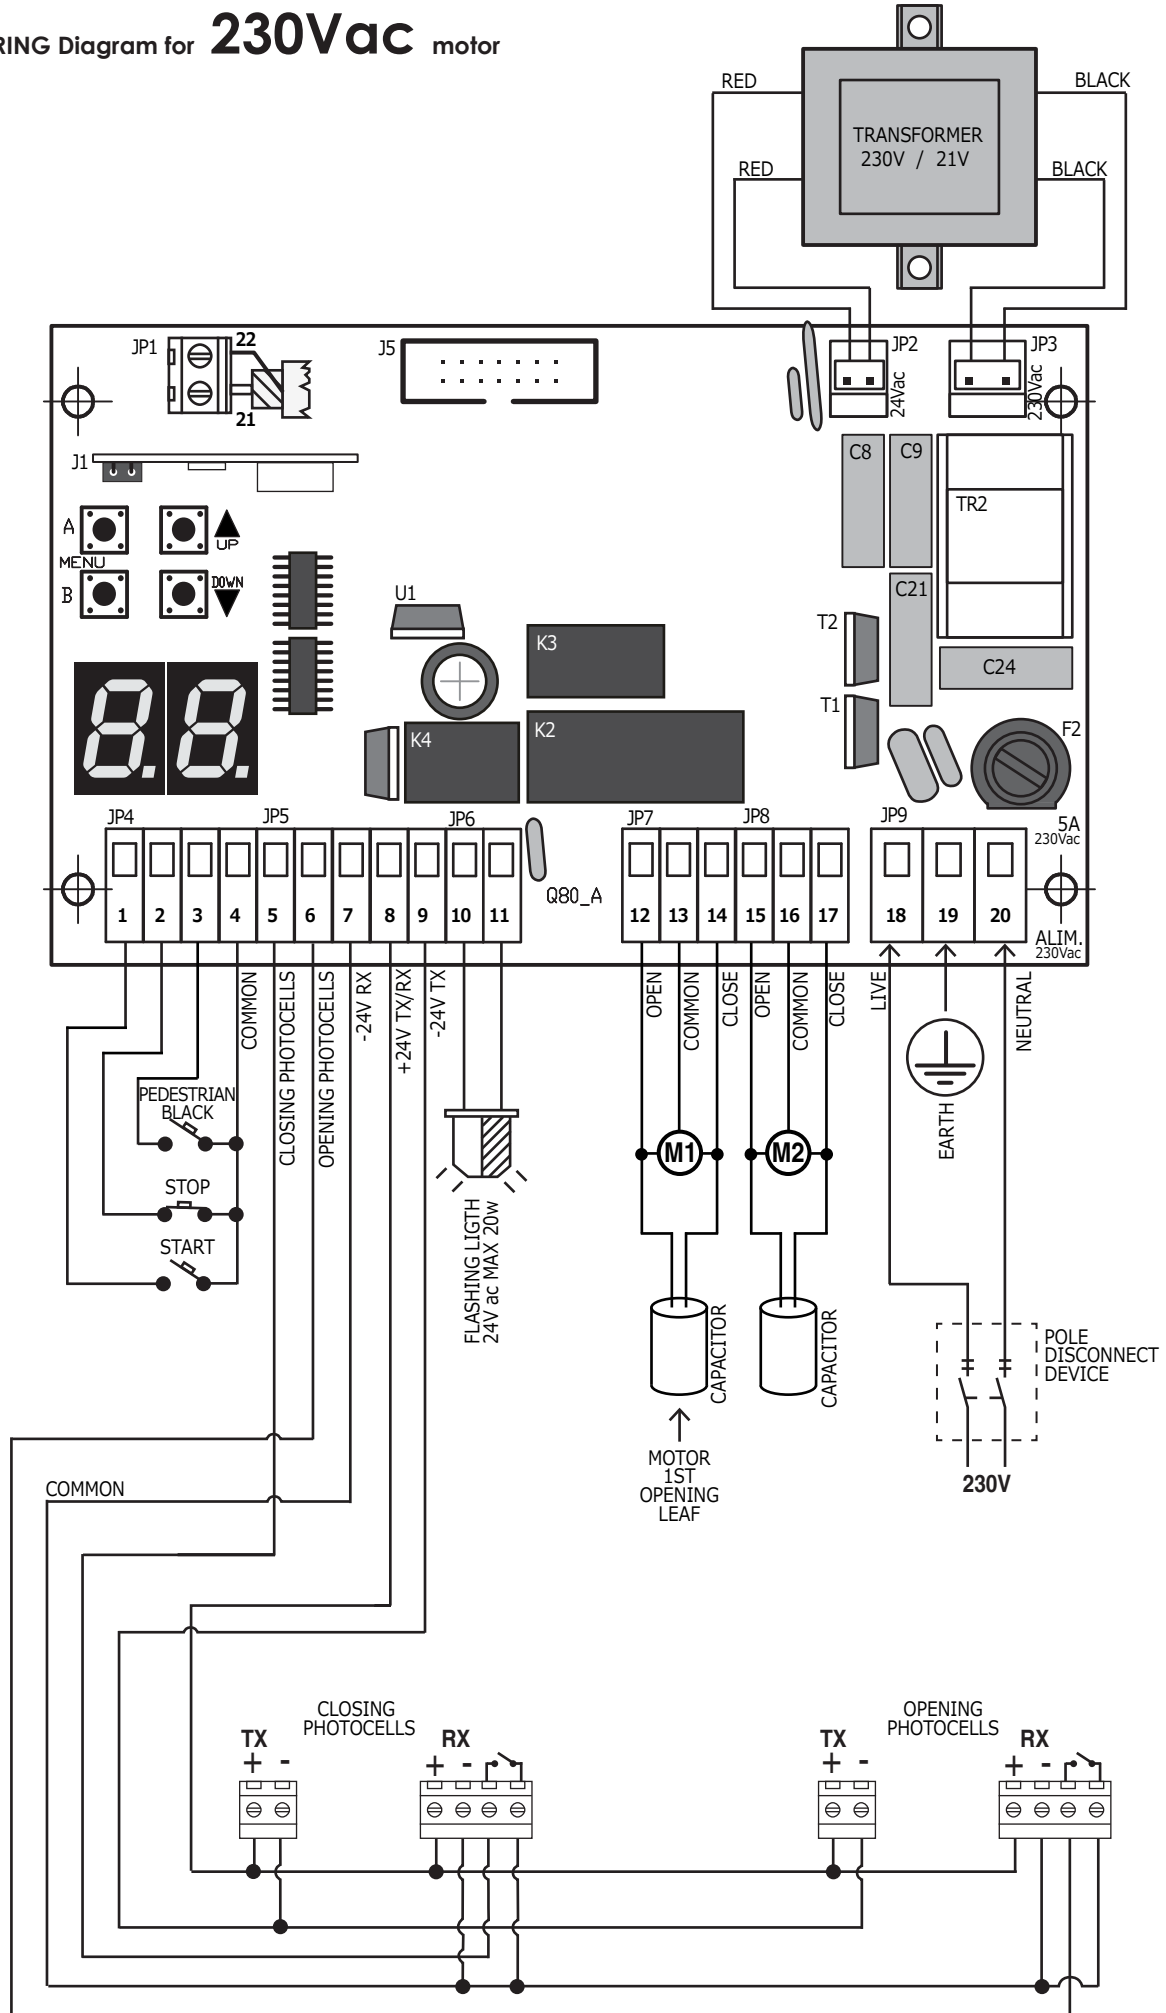 RING Diagram for 230Vac motor
RED
BLACK
TRANSFORMER
230V / 21V
RED
BLACK
JP1
22
21
J5
JP2
24Vac
JP3
230Vac
J1
A
UP
MENU
B
DOWN
U1
K3
K2
K4
C8
C9
TR2
C21
T2
T1
C24
F2
JP4
JP5
JP6
JP7
JP8
JP9
5A
230Vac
Q80_A
1 2 3 4 5 6 7 8 9 10 11
12 13 14 15 16 17
18 19 20
ALIM.
230Vac
COMMON
CLOSING PHOTOCELLS
OPENING PHOTOCELLS
-24V RX
+24V TX/RX
-24V TX
OPEN
COMMON
CLOSE
OPEN
COMMON
CLOSE
LIVE
EARTH
NEUTRAL
PEDESTRIAN
BLACK
STOP
START
FLASHING LIGTH
24V ac MAX 20w
M1
M2
CAPACITOR
CAPACITOR
MOTOR
1ST
OPENING
LEAF
POLE
DISCONNECT
DEVICE
230V
COMMON
CLOSING
PHOTOCELLS
TX
+ -
RX
+ -
OPENING
PHOTOCELLS
TX
+ -
RX
+ -